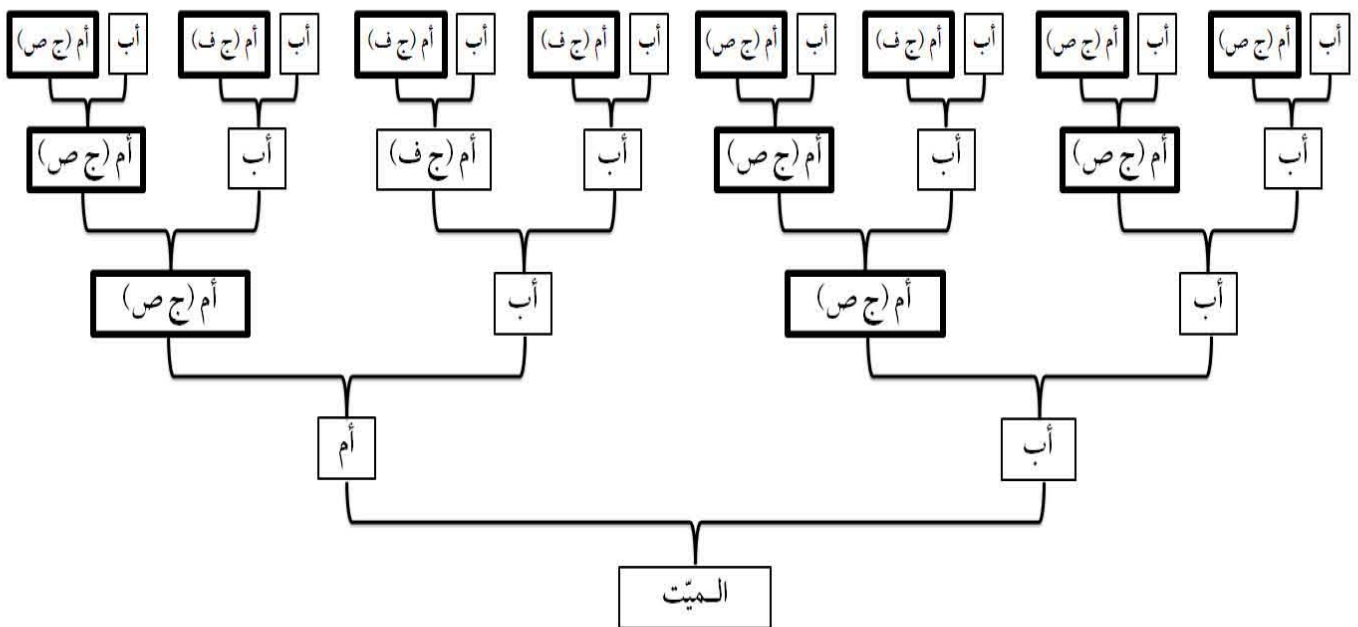 أب أم (ج ص) أب أم (ج ص) أب أم (ج ف) أب أم (ج ص) أب أم (ج ف) أب أم (ج ف) أب أم (ج ف) أب أم (ج ص)
أب أم (ج ص) أب أم (ج ص) أب أم (ج ف) أب أم (ج ص)
أب أم (ج ص) أب أم (ج ص)
أب أم
الـميّت